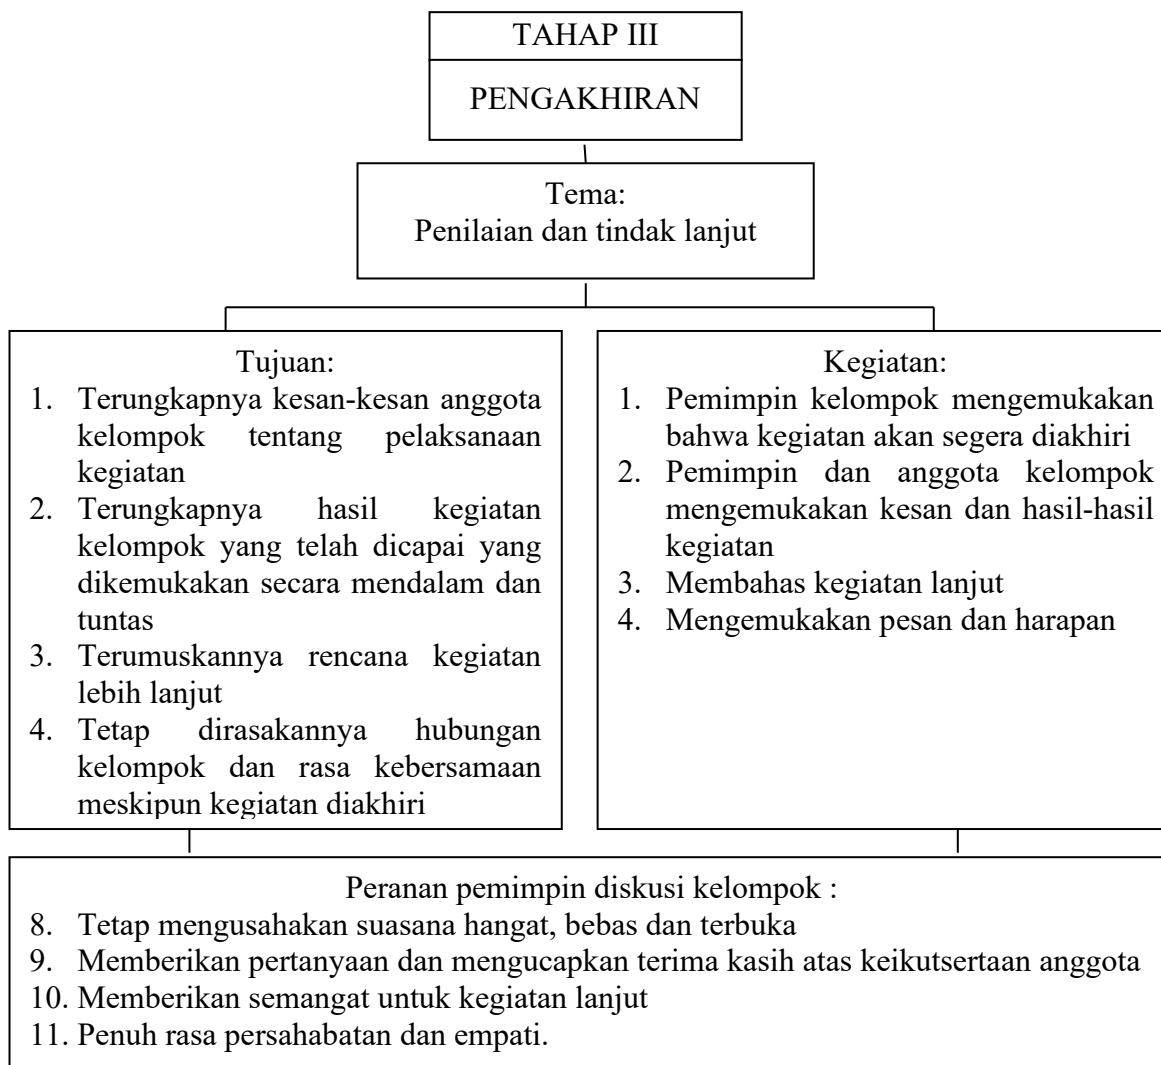 TAHAP III
PENGAKHIRAN
Tema:
Penilaian dan tindak lanjut
Tujuan:
1. Terungkapnya kesan-kesan anggota
kelompok tentang pelaksanaan
kegiatan
2. Terungkapnya hasil kegiatan
kelompok yang telah dicapai yang
dikemukakan secara mendalam dan
tuntas
3. Terumuskannya rencana kegiatan
lebih lanjut
4. Tetap dirasakannya hubungan
kelompok dan rasa kebersamaan
meskipun kegiatan diakhiri
Kegiatan:
1. Pemimpin kelompok mengemukakan
bahwa kegiatan akan segera diakhiri
2. Pemimpin dan anggota kelompok
mengemukakan kesan dan hasil-hasil
kegiatan
3. Membahas kegiatan lanjut
4. Mengemukakan pesan dan harapan
Peranan pemimpin diskusi kelompok :
8. Tetap mengusahakan suasana hangat, bebas dan terbuka
9. Memberikan pertanyaan dan mengucapkan terima kasih atas keikutsertaan anggota
10. Memberikan semangat untuk kegiatan lanjut
11. Penuh rasa persahabatan dan empati.